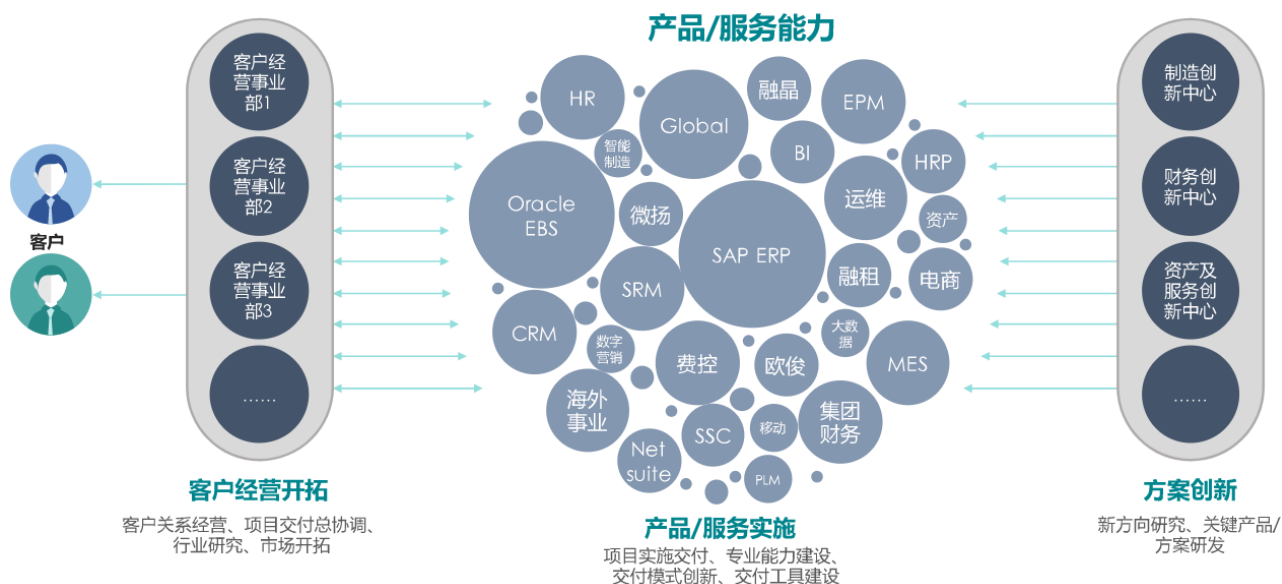 产品/服务能力
客户
客户经
营事业
部1
客户经
营事业
部2
客户经
营事业
部3
……
客户经营开拓
客户关系经营、项目交付总协调、
行业研究、市场开拓
HR
Global
融晶
EPM
智能
制造
BI
HRP
Oracle
EBS
微扬
运维
资产
SAP ERP
SRM
融租
电商
CRM
数字
营销
大数
据
费控
欧俊
MES
海外
事业
SSC
移动
集团
财务
Net
suite
PLM
产品/服务实施
项目实施交付、专业能力建设、
交付模式创新、交付工具建设
制造创
新中心
财务创
新中心
资产及
服务创
新中心
……
方案创新
新方向研究、关键产品/
方案研发